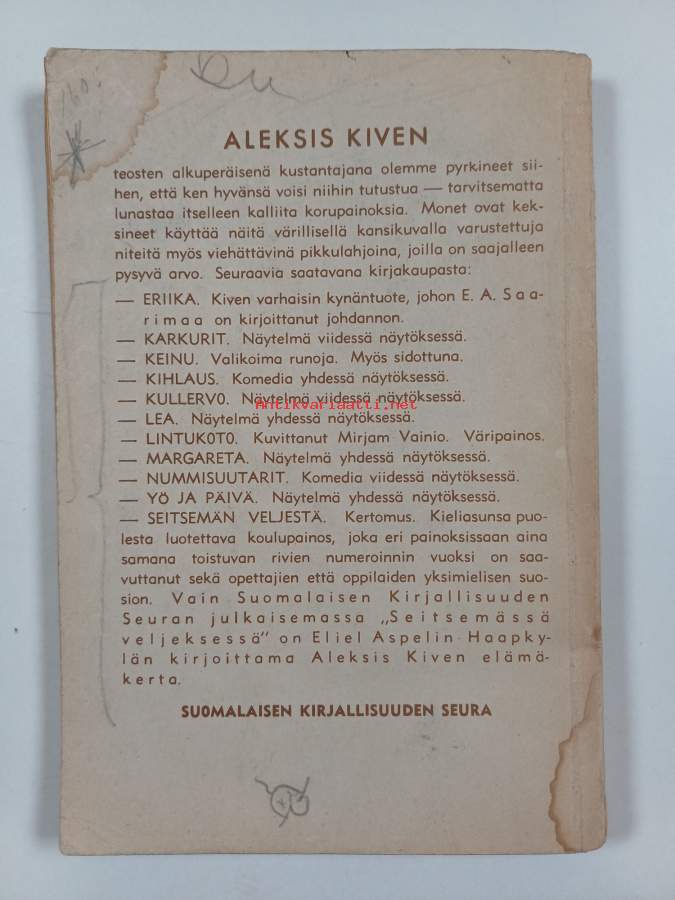 160:
ALEKSIS KIVEN
teosten alkuperäisenä kustantajana olemme pyrkineet sii-
hen, että ken hyvänsä voisi niihin tutustua — tarvitsematta
lunastaa itselleen kalliita korupainoksia. Monet ovat kek-
sineet käyttää näitä värillisellä kansikuvalla varustettuja
niteitä myös viehättävinä pikkulahjoina, joilla on saajalleen
pysyvä arvo. Seuraavia saatavana kirjakaupasta:
— ERIIKA. Kiven varhaisin kynäntuote, johon E. A. Saa-
rimaa on kirjoittanut johdannon.
— KARKURIT. Näytelmä viidessä näytöksessä.
— KEINU. Valikoima runoja. Myös sidottuna.
— KIHLAUS. Komedia yhdessä näytöksessä.
— KULLERVO. Näytelmä viidessä näytöksessä.
Antikvariaatti.net
— LEA. Näytelmä yhdessä näytöksessä.
— LINTUKOTO. Kuvittanut Mirjam Vainio. Väripainos.
— MARGARETA. Näytelmä yhdessä näytöksessä.
— NUMMISUUTARIT. Komedia viidessä näytöksessä.
— YÖ JA PÄIVÄ. Näytelmä yhdessä näytöksessä.
— SEITSEMÄN VELJESTÄ. Kertomus. Kieliasunsa puo-
lesta luotettava koulupainos, joka eri painoksissaan aina
samana toistuvan rivien numeroinnin vuoksi on saa-
vuttanut sekä opettajien että oppilaiden yksimielisen suo-
sion. Vain Suomalaisen Kirjallisuuden
Seuran julkaisemassa „Seitsemässä
veljeksessä” on Eliel Aspelin-Haapky-
län kirjoittama Aleksis Kiven elämä-
kerta.
SUOMALAISEN KIRJALLISUUDEN SEURA